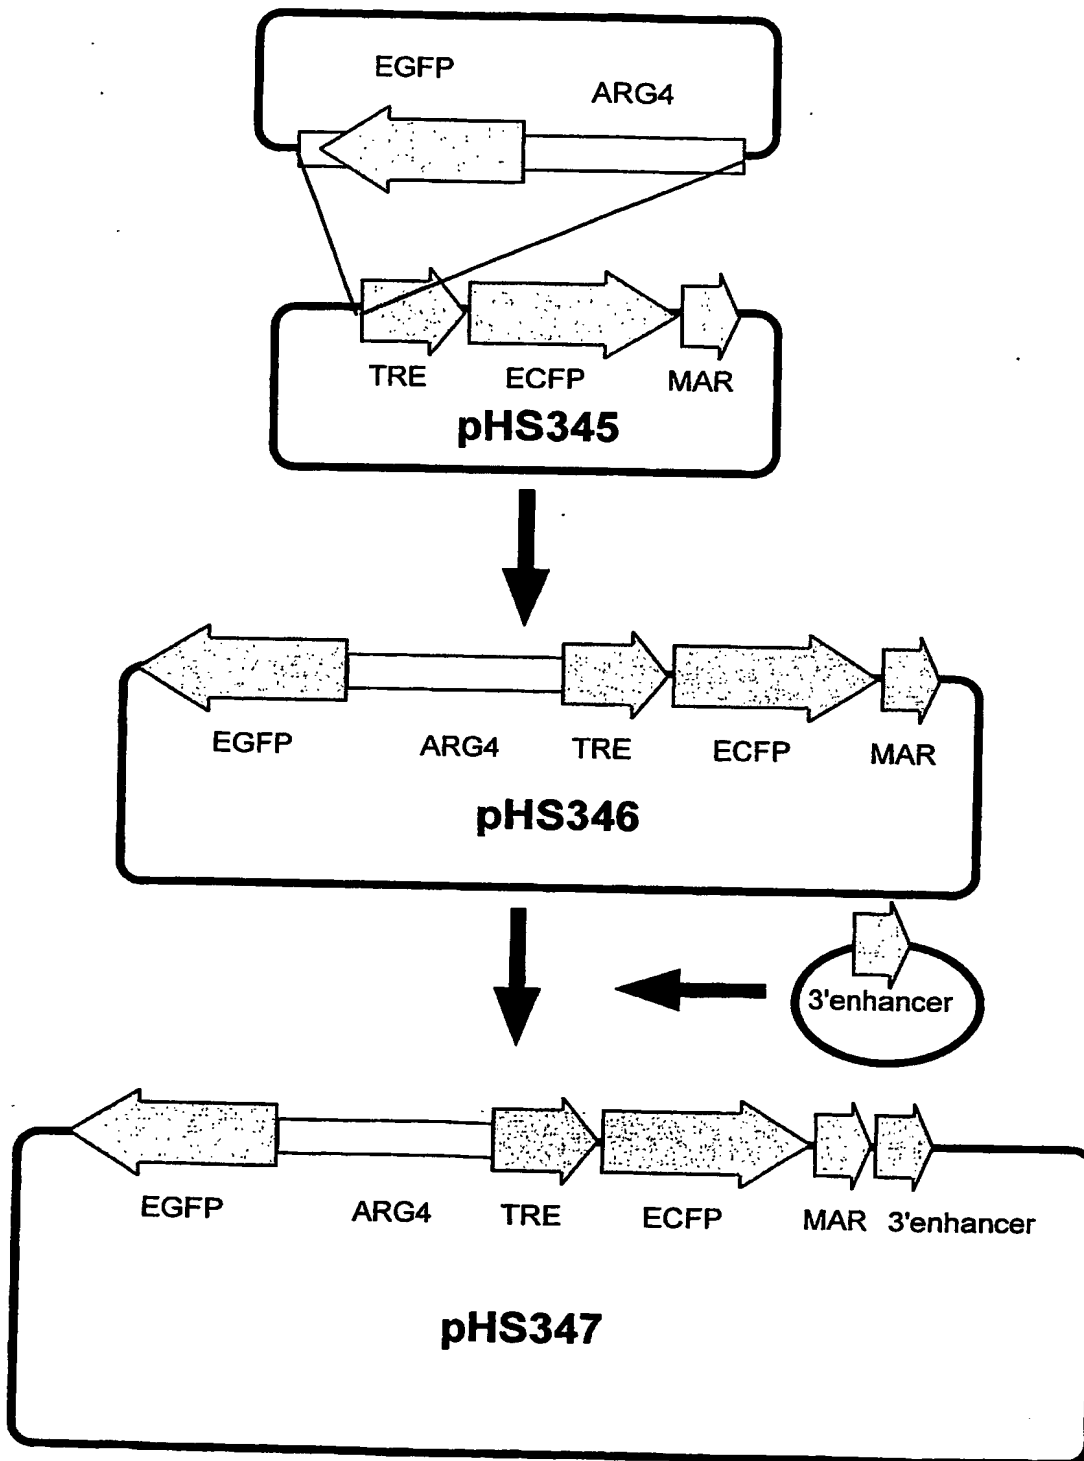 EGFP
ARG4
TRE ECFP MAR
pHS345
EGFP ARG4 TRE ECFP MAR
pHS346
3'enhancer
EGFP ARG4 TRE ECFP MAR 3'enhancer
pHS347